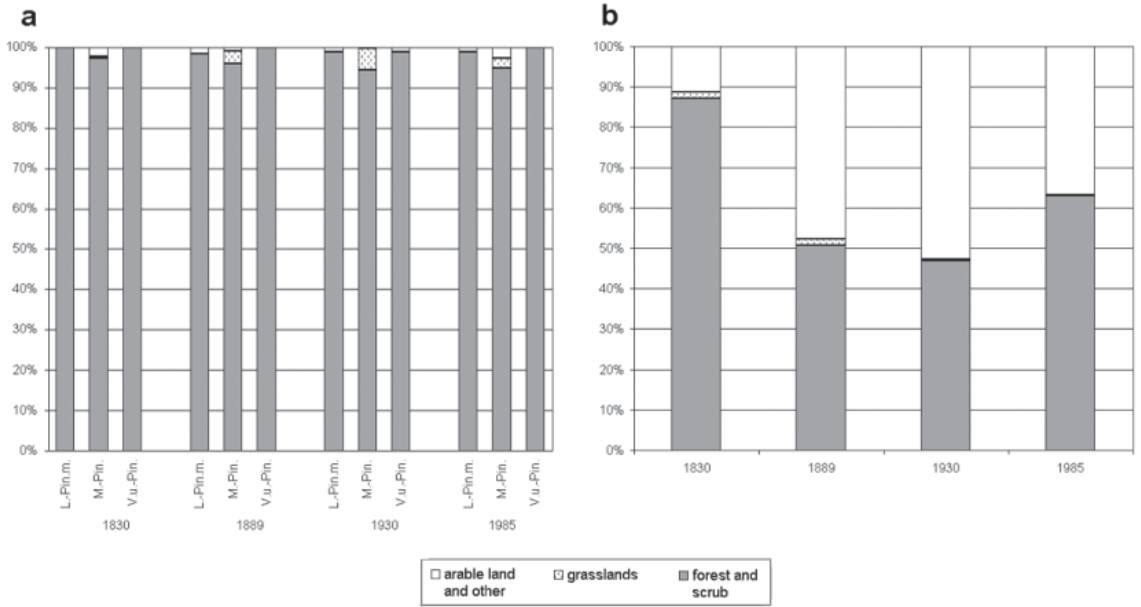 a
100%
90%
80%
70%
60%
50%
40%
30%
20%
10%
0%
L.-Pin.m.
M.-Pin.
V.u.-Pin.
L.-Pin.m.
M.-Pin.
V.u.-Pin.
L.-Pin.m.
M.-Pin.
V.u.-Pin.
L.-Pin.m.
M.-Pin.
V.u.-Pin.
1830 1889 1930 1985
b
100%
90%
80%
70%
60%
50%
40%
30%
20%
10%
0%
1830 1889 1930 1985
arable land
and other
grasslands
forest and
scrub